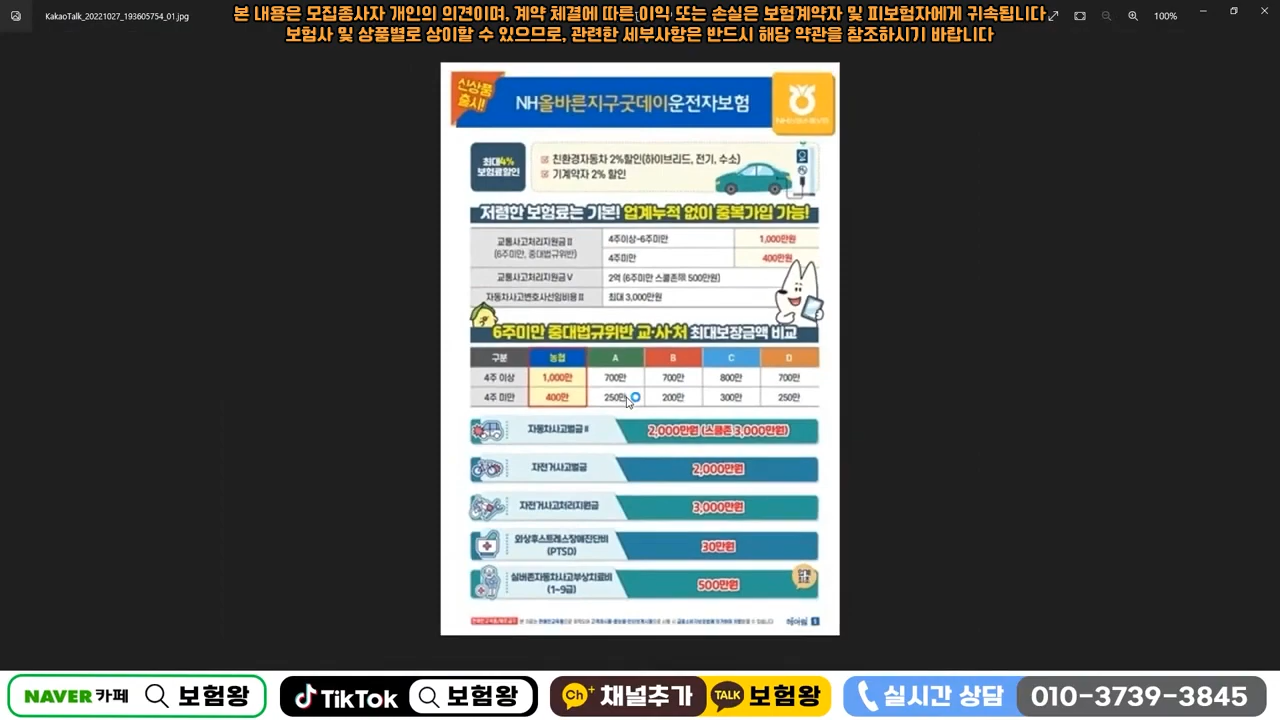 KakaoTalk_20221027_193605754_01.jpg
100%
본 내용은 모집종사자 개인의 의견이며, 계약 체결에 따른 이익 또는 손실은 보험계약자 및 피보험자에게 귀속됩니다
보험사 및 상품별로 상이할 수 있으므로, 관련한 세부사항은 반드시 해당 약관을 참조하시기 바랍니다
신상품
출시!
NH올바른지구굿데이운전자보험
최대4%
보험료할인
친환경자동차 2%할인(하이브리드, 전기, 수소)
기계약자 2% 할인
저렴한 보험료는 기본! 업계누적 없이 중복가입 가능!
교통사고처리지원금Ⅱ
(6주미만, 중대법규위반)
4주이상~6주미만 1,000만원
4주미만 400만원
교통사고처리지원금Ⅴ 2억 (6주미만 스쿨존 500만원)
자동차사고변호사선임비용Ⅱ 최대 3,000만원
6주미만 중대법규위반 교·사·처 최대보장금액 비교
구분 농협 A B C D
4주 이상 1,000만 700만 700만 800만 700만
4주 미만 400만 250만 200만 300만 250만
자동차사고벌금Ⅱ 2,000만원 (스쿨존 3,000만원)
자전거사고벌금 2,000만원
자전거사고처리지원금 3,000만원
외상후스트레스장애진단비
(PTSD)
30만원
실버존자동차사고부상치료비
(1~9급)
500만원
업계
최초
헤아림 1
NAVER 카페 보험왕
TikTok 보험왕
Ch+ 채널추가 TALK 보험왕
실시간 상담 010-3739-3845